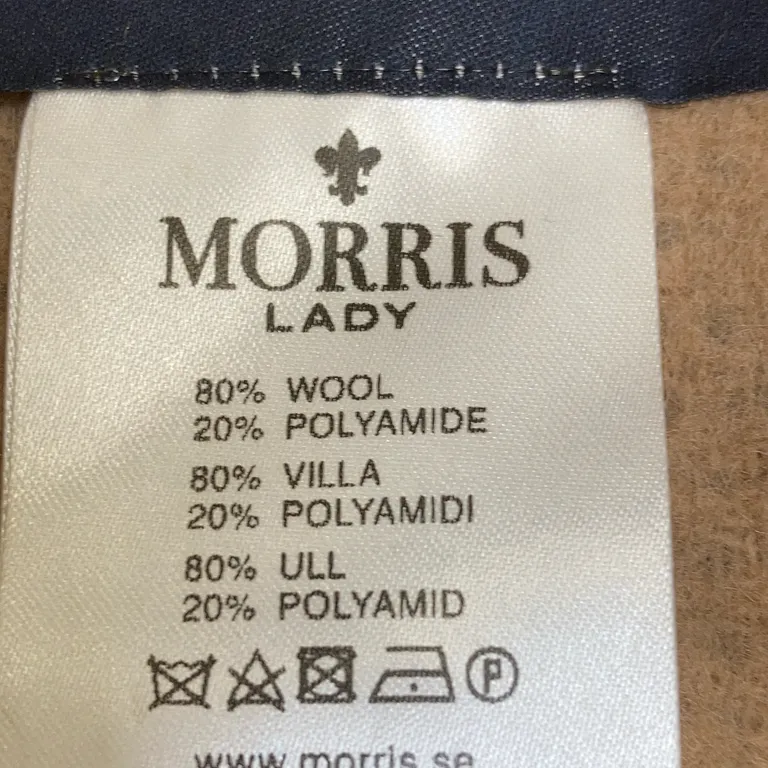 MORRIS
LADY
80% WOOL
20% POLYAMIDE
80% VILLA
20% POLYAMIDI
80% ULL
20% POLYAMID
P
www.morris.se